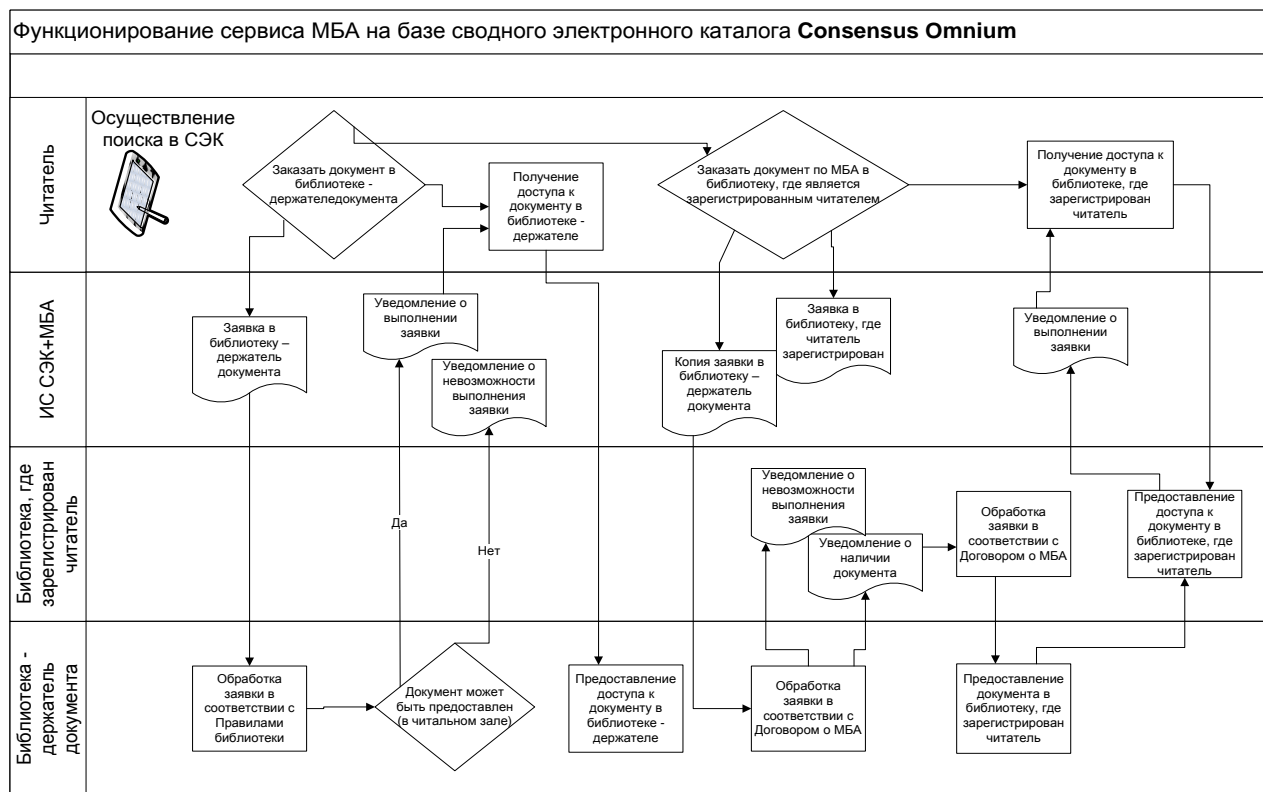 Функционирование сервиса МБА на базе сводного электронного каталога Consensus Omnium
Читатель
Осуществление
поиска в СЭК
Заказать документ в
библиотеке -
держателедокумента
Получение
доступа к
документу в
библиотеке -
держателе
Заказать документ по МБА в
библиотеку, где является
зарегистрированным читателем
Получение доступа к
документу в
библиотеке, где
зарегистрирован
читатель
ИС СЭК+МБА
Заявка в
библиотеку –
держатель
документа
Уведомление о
выполнении
заявки
Уведомление о
невозможности
выполнения
заявки
Копия заявки в
библиотеку –
держатель
документа
Заявка в
библиотеку, где
читатель
зарегистрирован
Уведомление о
выполнении
заявки
Библиотека, где
зарегистрирован
читатель
Да
Нет
Уведомление о
невозможности
выполнения
заявки
Уведомление о
наличии
документа
Обработка
заявки в
соответствии с
Договором о МБА
Предоставление
доступа к
документу в
библиотеке, где
зарегистрирован
читатель
Библиотека -
держатель
документа
Обработка
заявки в
соответствии с
Правилами
библиотеки
Документ может
быть предоставлен
(в читальном зале)
Предоставление
доступа к
документу в
библиотеке -
держателе
Обработка
заявки в
соответствии с
Договором о МБА
Предоставление
документа в
библиотеку, где
зарегистрирован
читатель